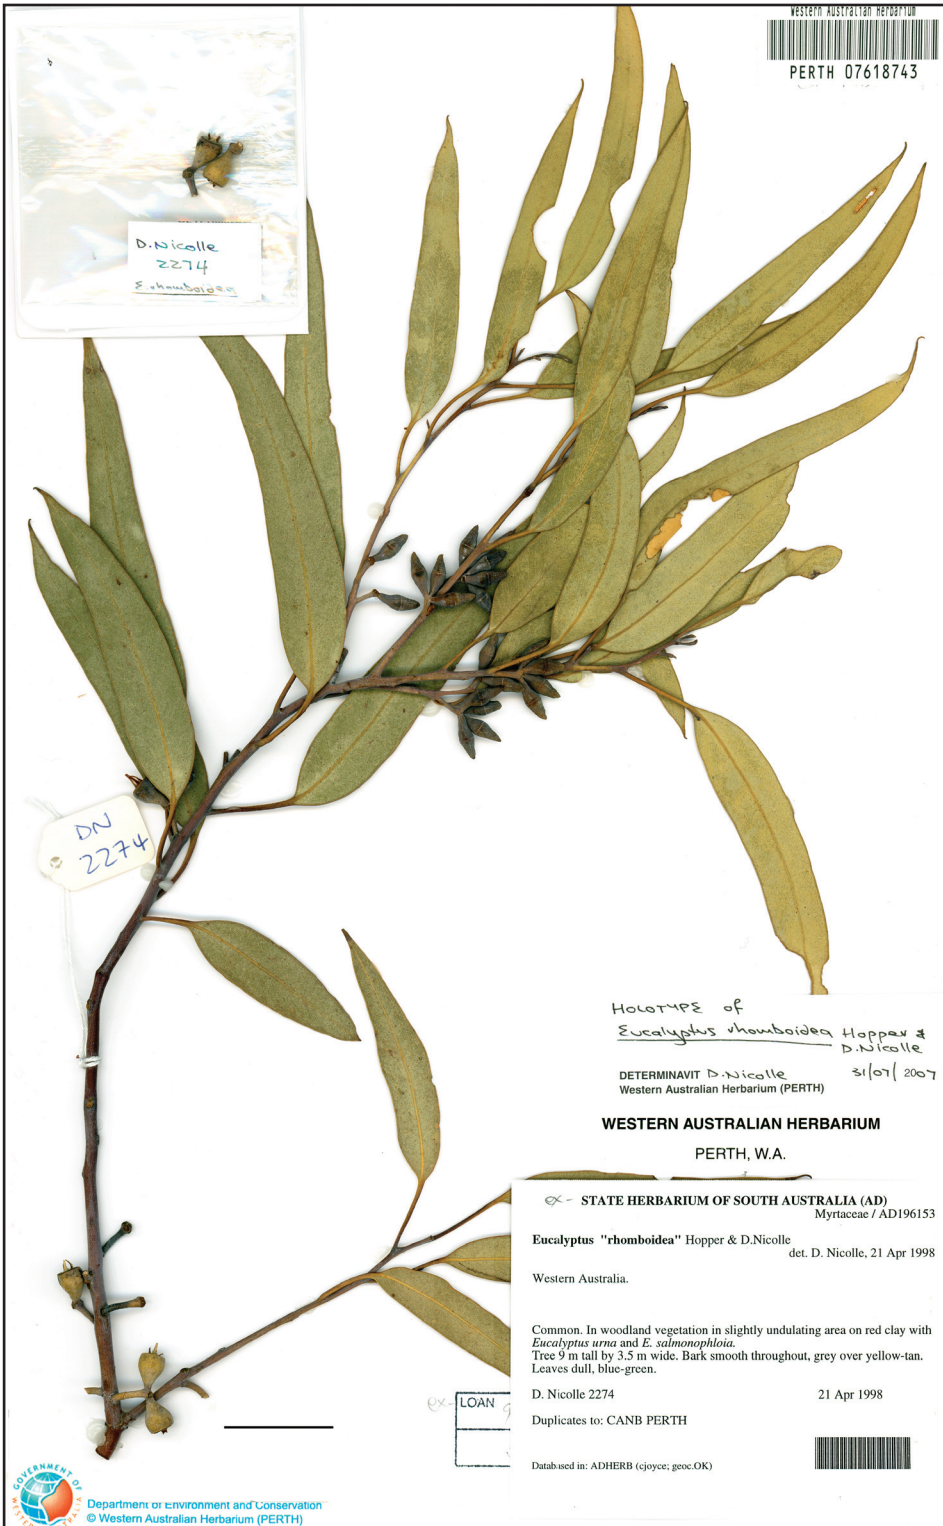 Western Australian Herbarium
PERTH 07618743
D.Nicolle
2274
E. rhomboidea
DN
2274
HOLOTYPE of
Eucalyptus rhomboidea Hopper &
D.Nicolle
DETERMINAVIT D.Nicolle 31/07/2007
Western Australian Herbarium (PERTH)
WESTERN AUSTRALIAN HERBARIUM
PERTH, W.A.
ex- STATE HERBARIUM OF SOUTH AUSTRALIA (AD)
Myrtaceae / AD196153
Eucalyptus "rhomboidea" Hopper & D.Nicolle
det. D. Nicolle, 21 Apr 1998
Western Australia.
Common. In woodland vegetation in slightly undulating area on red clay with
Eucalyptus urna and E. salmonophloia.
Tree 9 m tall by 3.5 m wide. Bark smooth throughout, grey over yellow-tan.
Leaves dull, blue-green.
D. Nicolle 2274 21 Apr 1998
Duplicates to: CANB PERTH
Databased in: ADHERB (cjoyce; geoc.OK)
ex- LOAN
GOVERNMENT OF
WESTERN AUSTRALIA
Department of Environment and Conservation
© Western Australian Herbarium (PERTH)